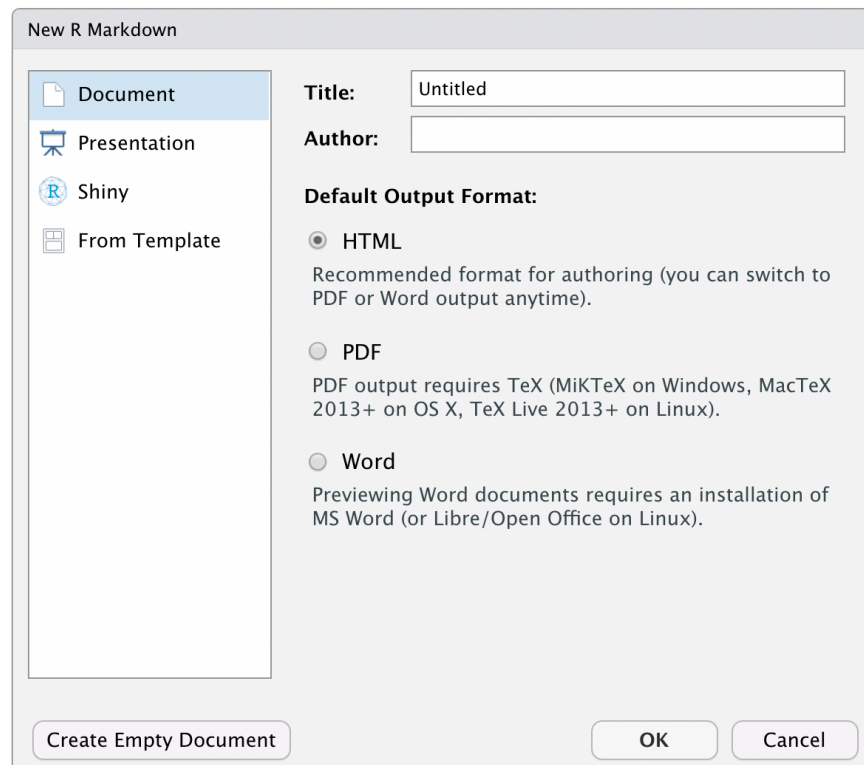 New R Markdown
Document
Presentation
R Shiny
From Template
Title: Untitled
Author:
Default Output Format:
HTML
Recommended format for authoring (you can switch to
PDF or Word output anytime).
PDF
PDF output requires TeX (MiKTeX on Windows, MacTeX
2013+ on OS X, TeX Live 2013+ on Linux).
Word
Previewing Word documents requires an installation of
MS Word (or Libre/Open Office on Linux).
Create Empty Document
OK
Cancel